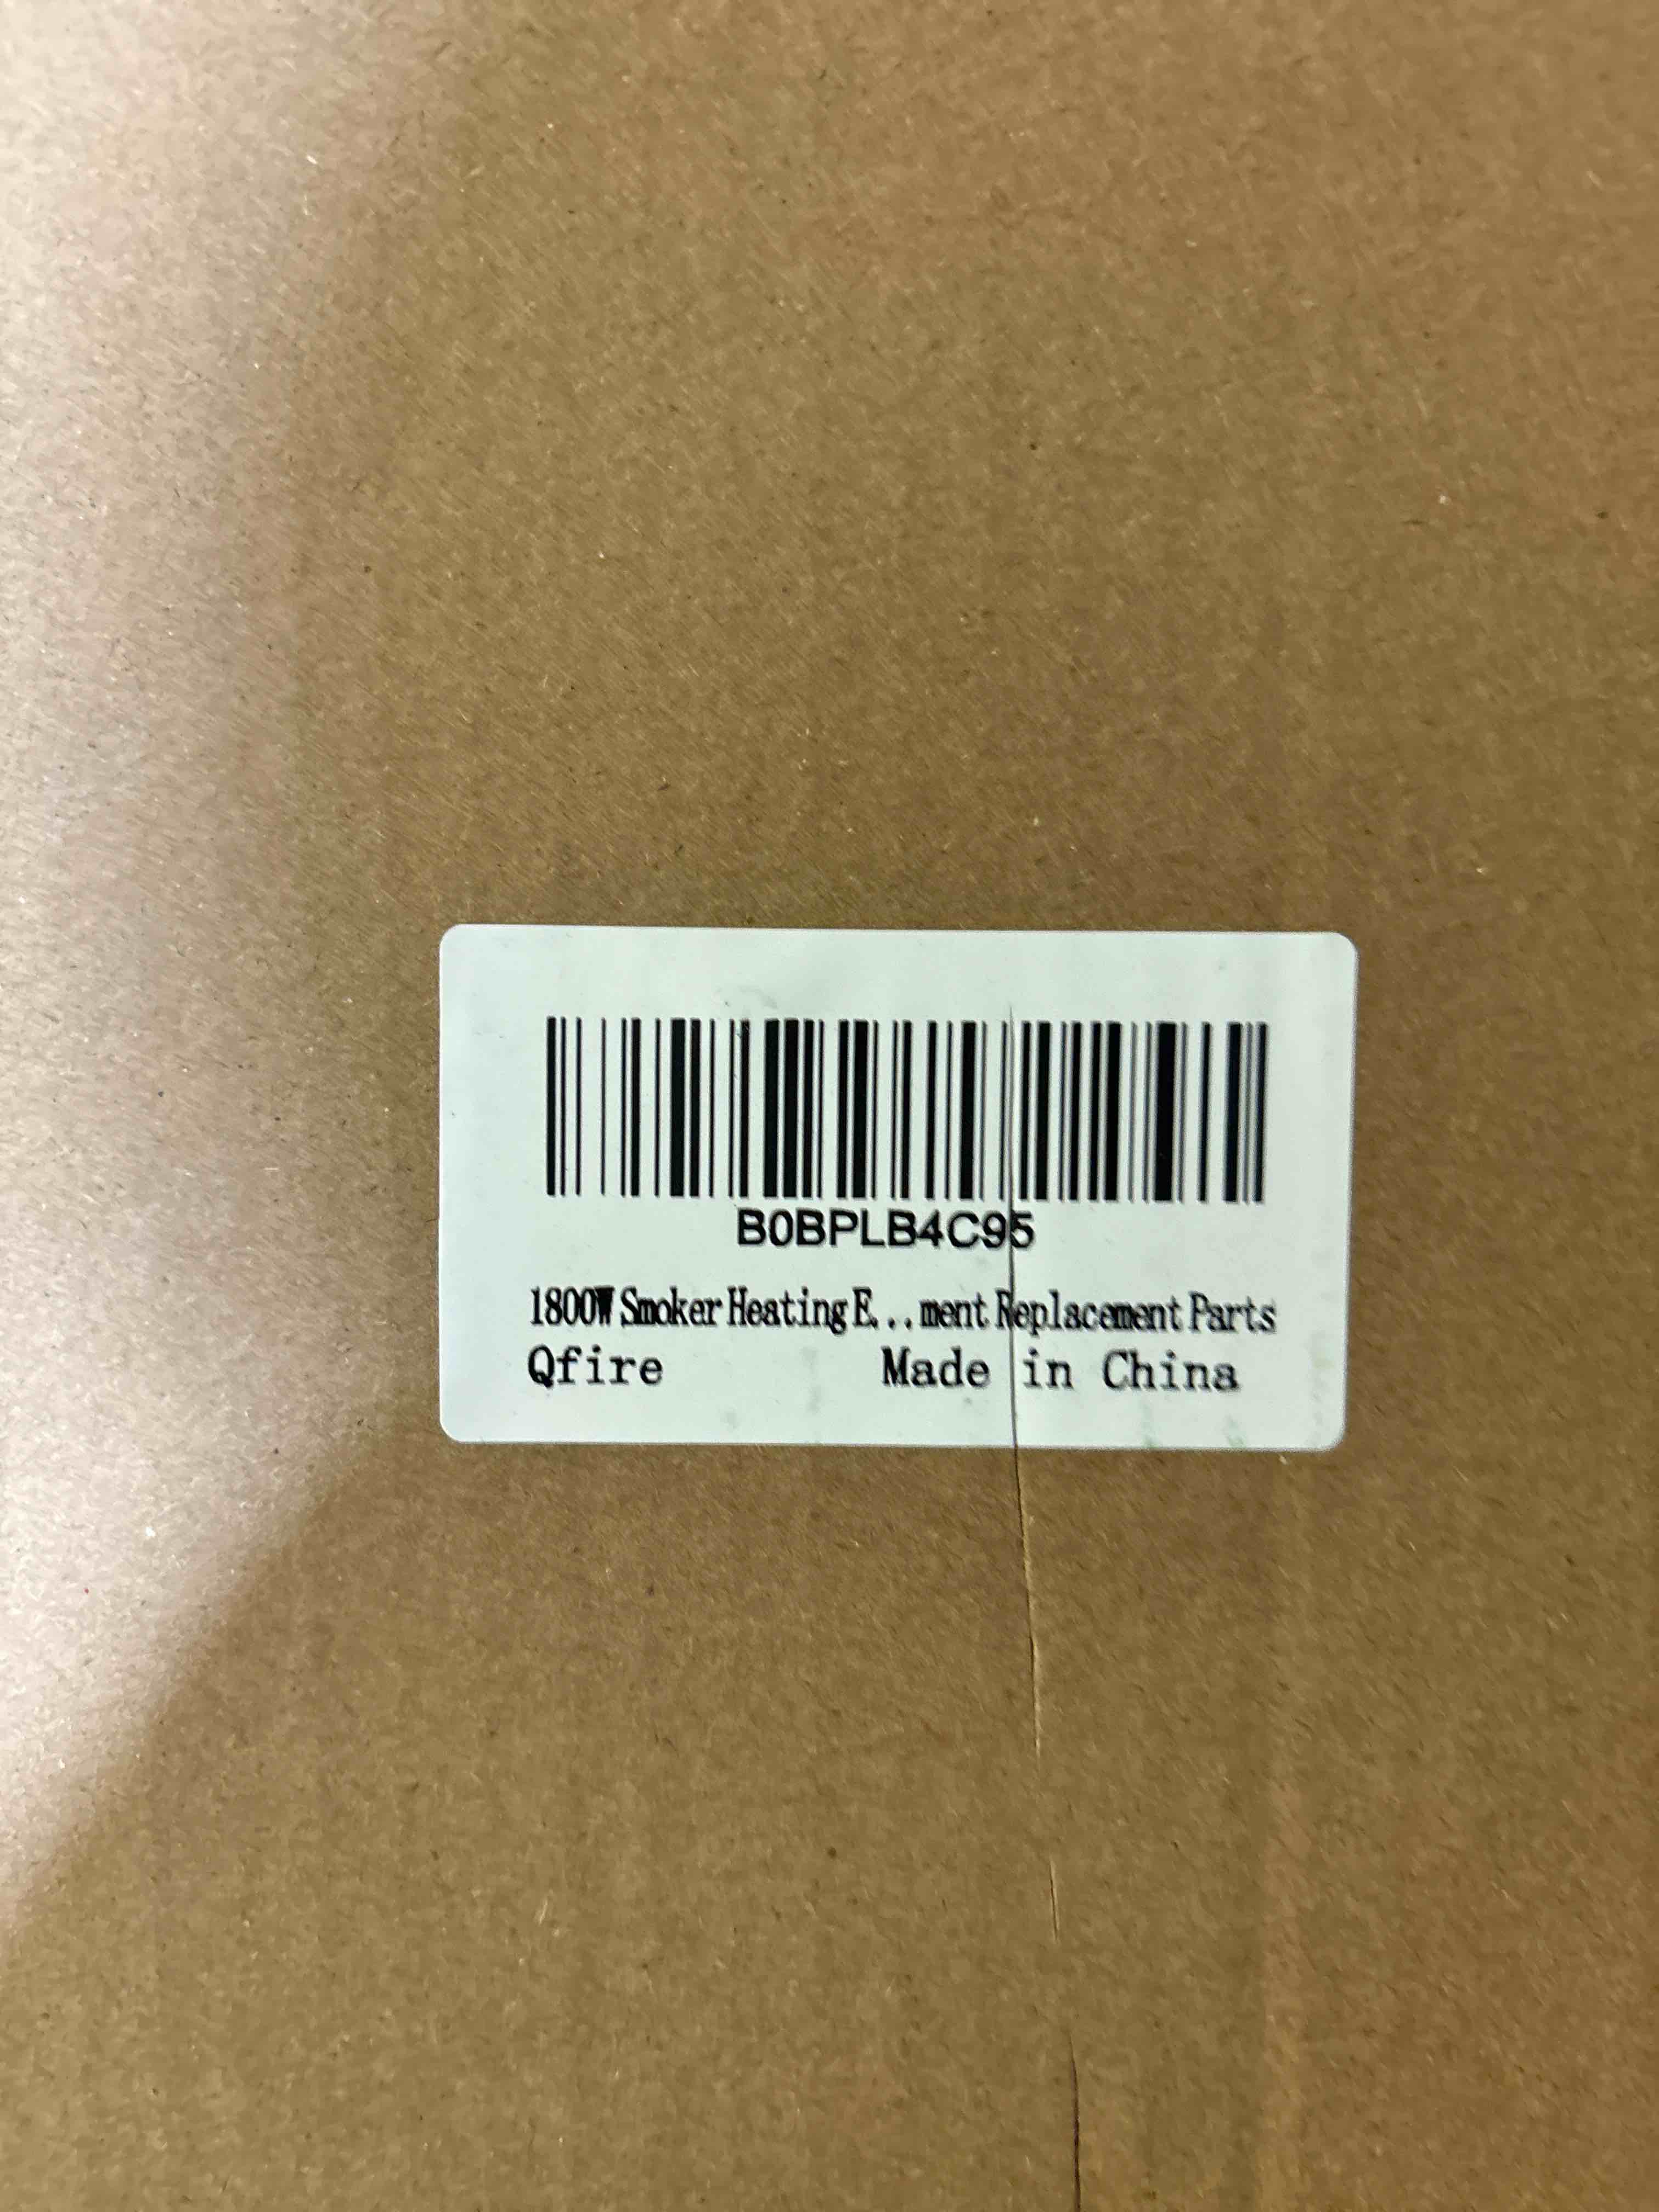 B0BPLB4C95
1800W Smoker Heating E...ment Replacement Parts
Qfire Made in China